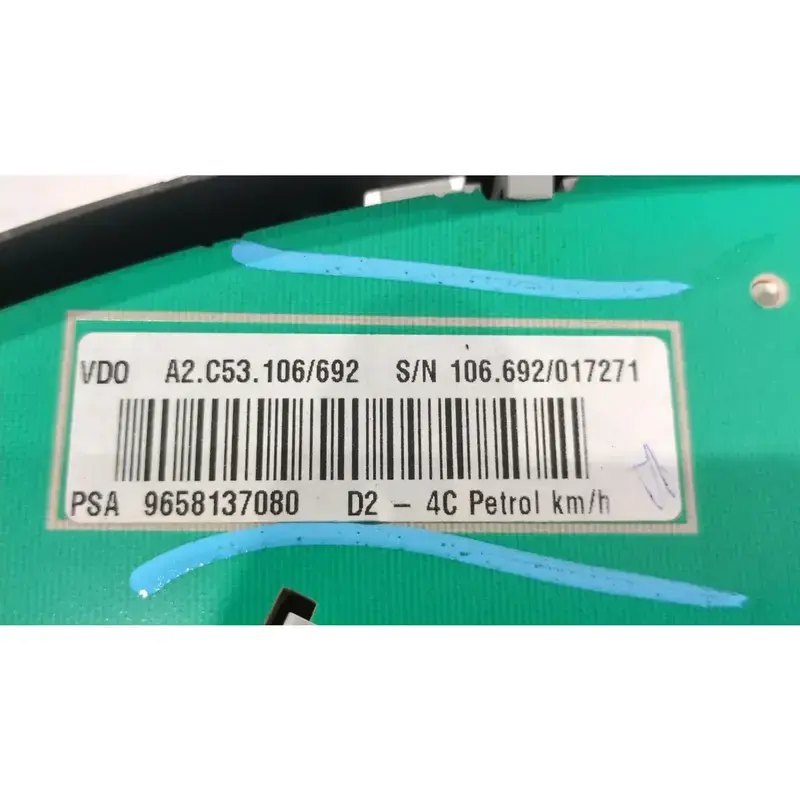 VDO A2.C53.106/692 S/N 106.692/017271
PSA 9658137080 D2 - 4C Petrol km/h